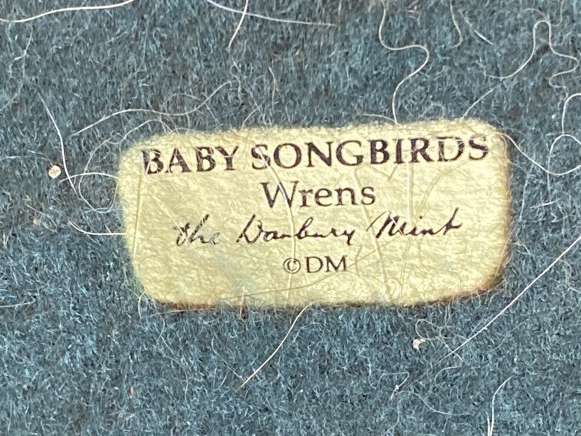 BABY SONGBIRDS
Wrens
the Danbury Mint
©DM